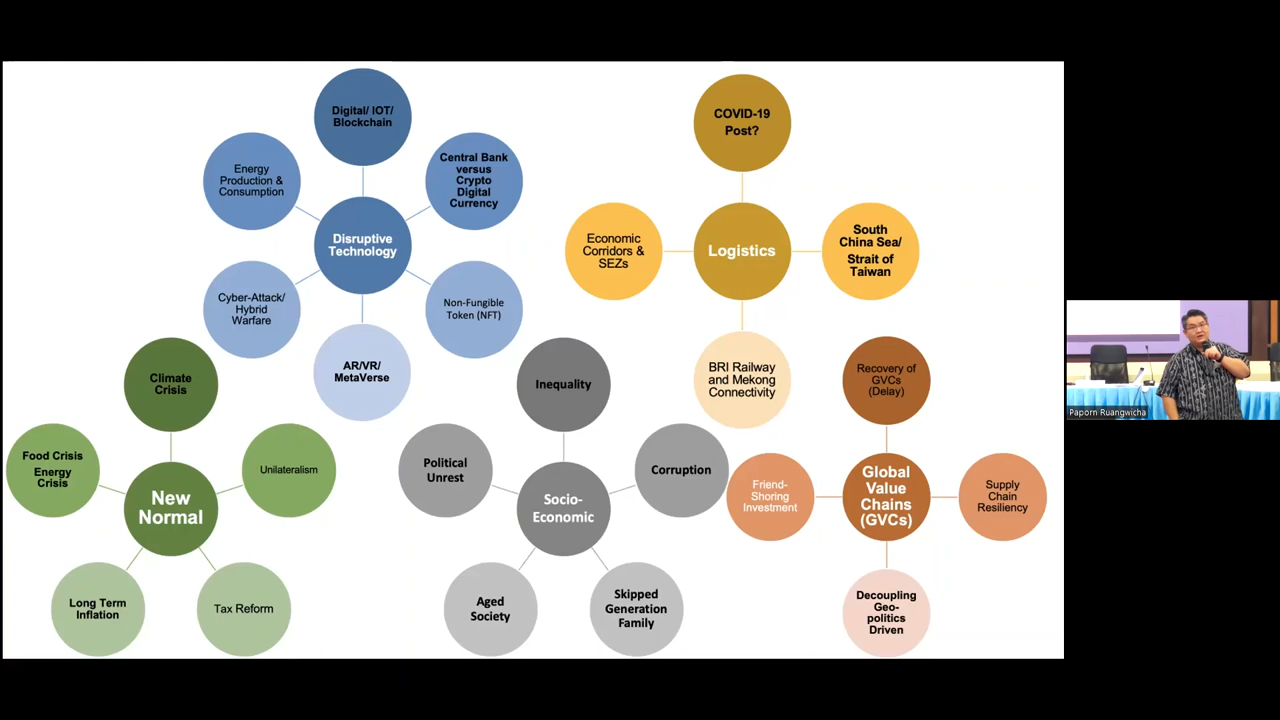 Digital/ IOT/
Blockchain
Energy
Production &
Consumption
Central Bank
versus
Crypto
Digital
Currency
Disruptive
Technology
Cyber-Attack/
Hybrid
Warfare
Non-Fungible
Token (NFT)
AR/VR/
MetaVerse
COVID-19
Post?
Economic
Corridors &
SEZs
Logistics
South
China Sea/
Strait of
Taiwan
BRI Railway
and Mekong
Connectivity
Climate
Crisis
Food Crisis
Energy
Crisis
Unilateralism
New
Normal
Long Term
Inflation
Tax Reform
Inequality
Political
Unrest
Corruption
Socio-
Economic
Aged
Society
Skipped
Generation
Family
Recovery of
GVCs
(Delay)
Friend-
Shoring
Investment
Global
Value
Chains
(GVCs)
Supply
Chain
Resiliency
Decoupling
Geo-
politics
Driven
Paporn Ruangwicha